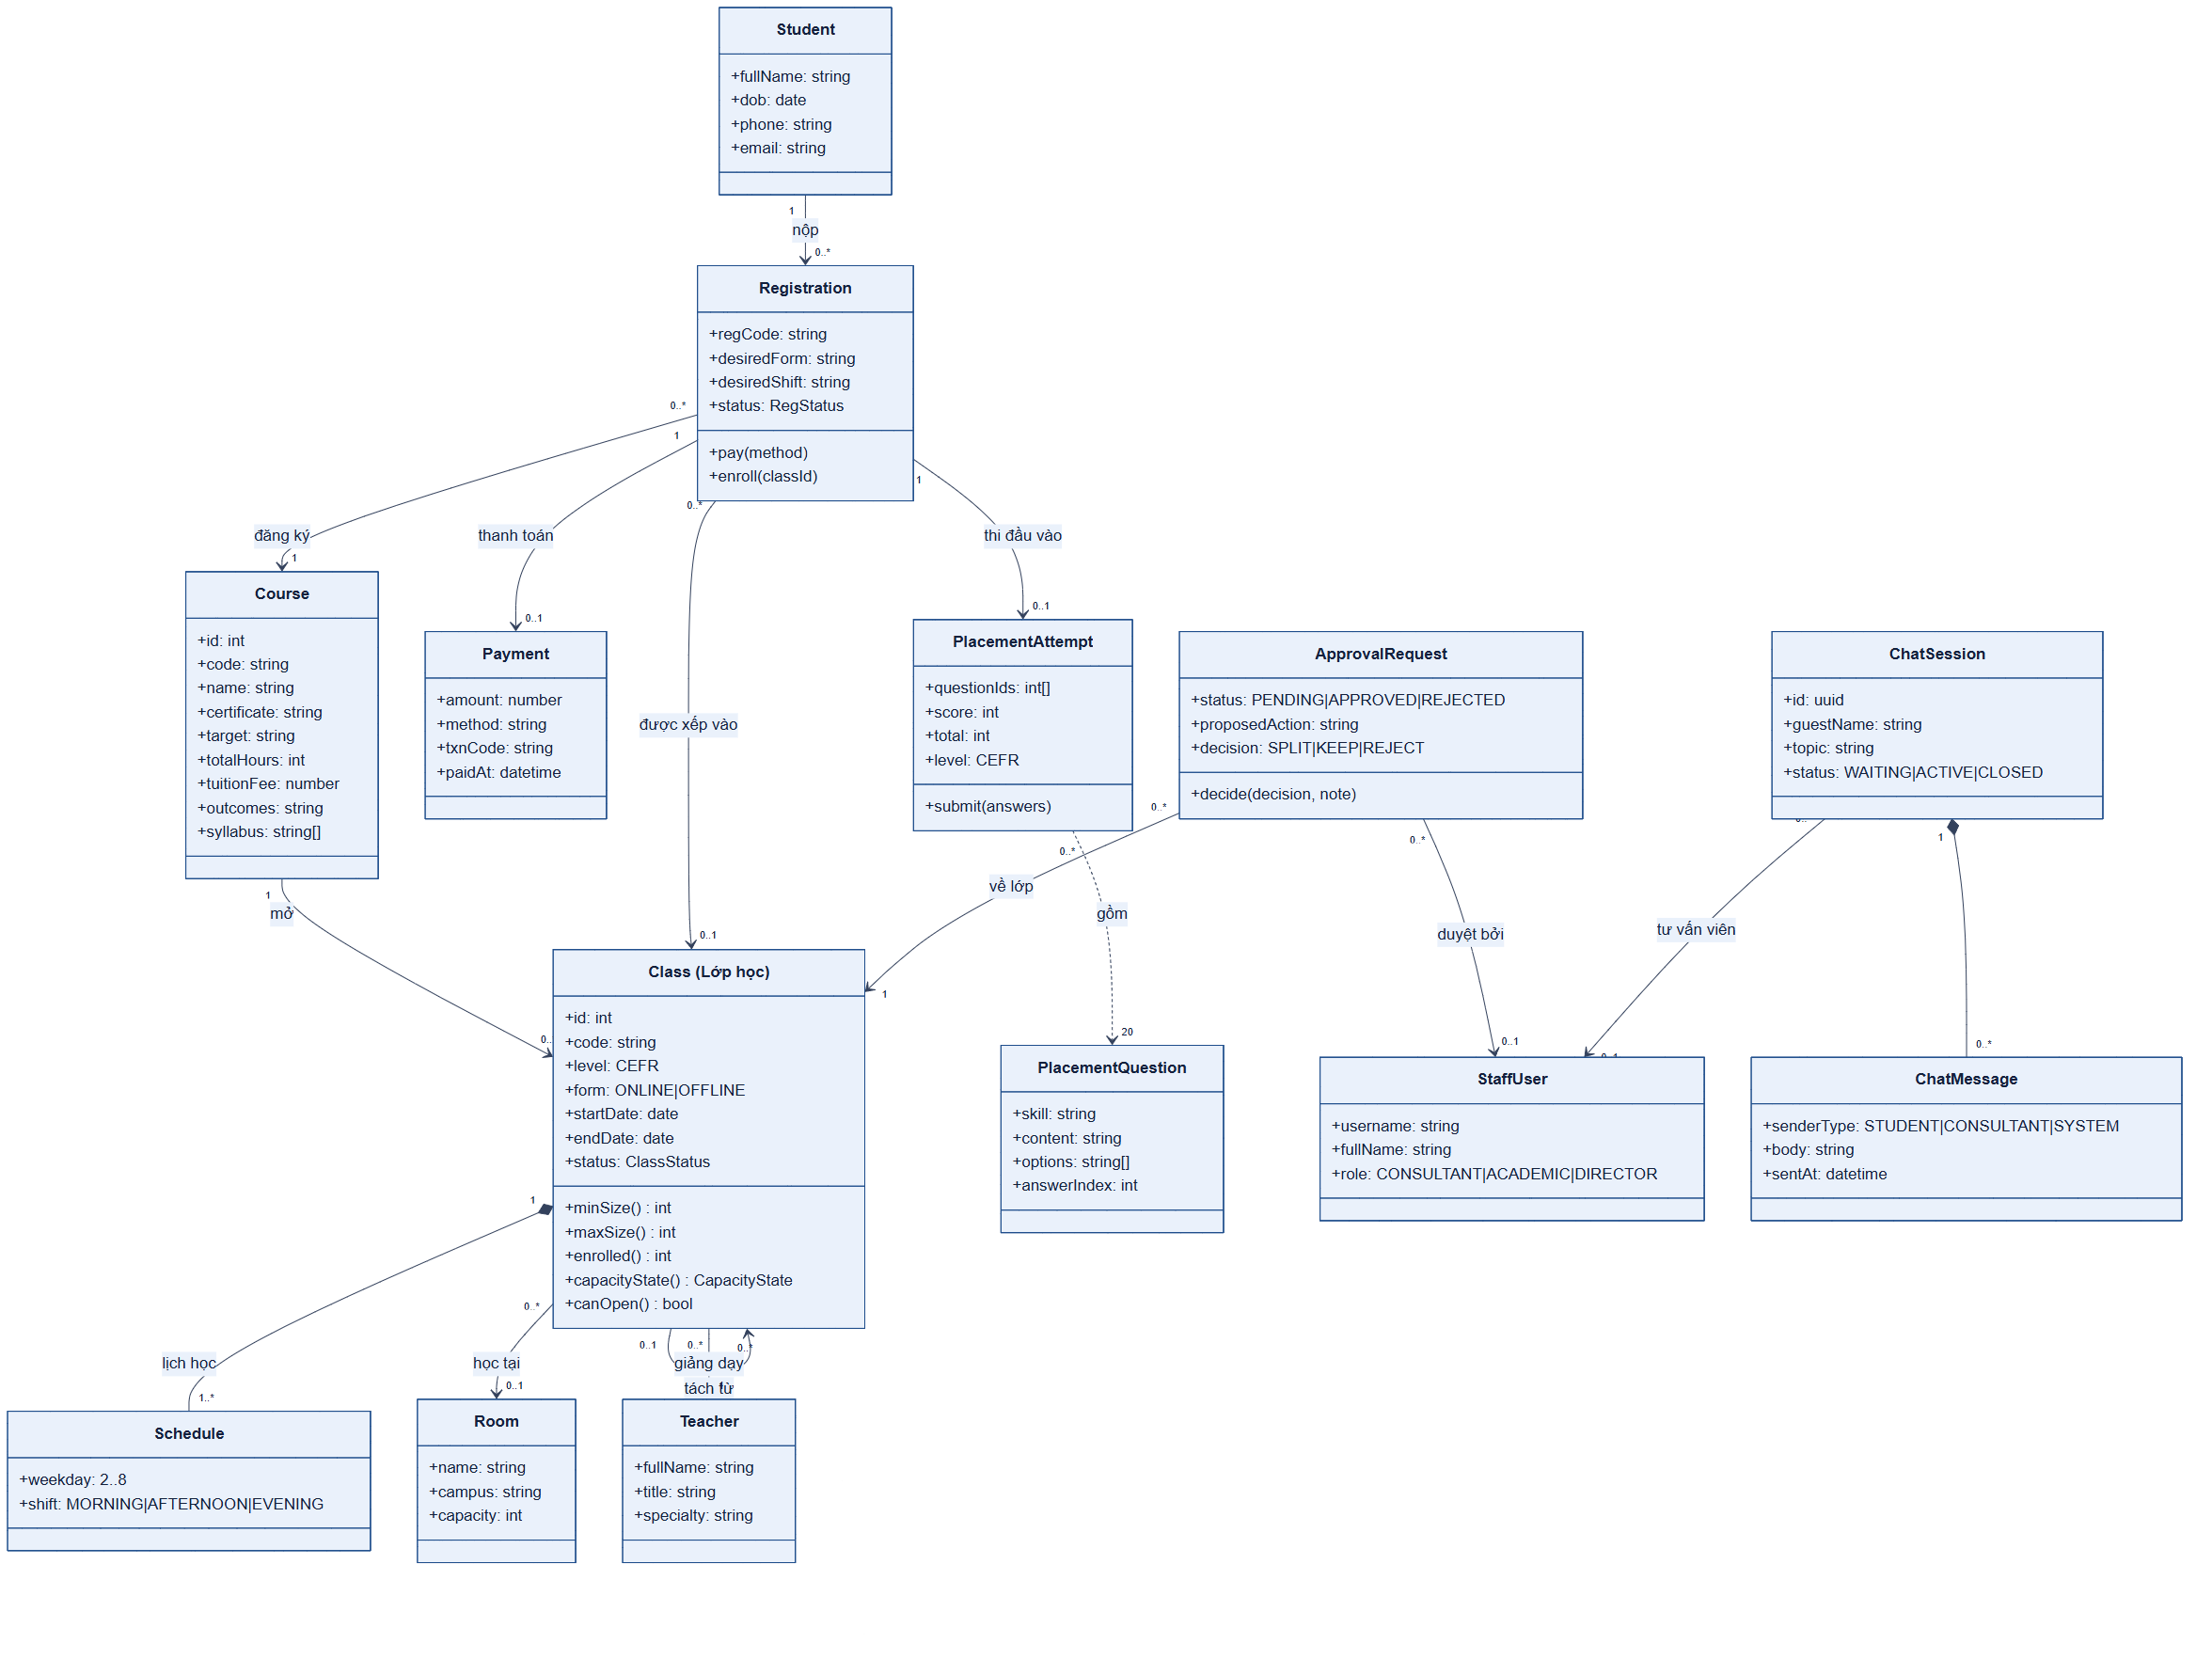 Student
+fullName: string
+dob: date
+phone: string
+email: string
1
nộp
0..*
Registration
+regCode: string
+desiredForm: string
+desiredShift: string
+status: RegStatus
+pay(method)
+enroll(classId)
0..*
1
0..*
1
đăng ký
thanh toán
thi đầu vào
1
0..1
0..1
Course
+id: int
+code: string
+name: string
+certificate: string
+target: string
+totalHours: int
+tuitionFee: number
+outcomes: string
+syllabus: string[]
Payment
+amount: number
+method: string
+txnCode: string
+paidAt: datetime
được xếp vào
PlacementAttempt
+questionIds: int[]
+score: int
+total: int
+level: CEFR
+submit(answers)
ApprovalRequest
+status: PENDING|APPROVED|REJECTED
+proposedAction: string
+decision: SPLIT|KEEP|REJECT
+decide(decision, note)
ChatSession
+id: uuid
+guestName: string
+topic: string
+status: WAITING|ACTIVE|CLOSED
0..*
0..*
0..*
1
1
mở
về lớp
gồm
duyệt bởi
tư vấn viên
0..1
1
20
0..1
0..*
Class (Lớp học)
+id: int
+code: string
+level: CEFR
+form: ONLINE|OFFLINE
+startDate: date
+endDate: date
+status: ClassStatus
+minSize() : int
+maxSize() : int
+enrolled() : int
+capacityState() : CapacityState
+canOpen() : bool
PlacementQuestion
+skill: string
+content: string
+options: string[]
+answerIndex: int
StaffUser
+username: string
+fullName: string
+role: CONSULTANT|ACADEMIC|DIRECTOR
ChatMessage
+senderType: STUDENT|CONSULTANT|SYSTEM
+body: string
+sentAt: datetime
1
0..*
0..1
0..*
0..*
lịch học
học tại
giảng dạy
tách từ
1..*
0..1
Schedule
+weekday: 2..8
+shift: MORNING|AFTERNOON|EVENING
Room
+name: string
+campus: string
+capacity: int
Teacher
+fullName: string
+title: string
+specialty: string